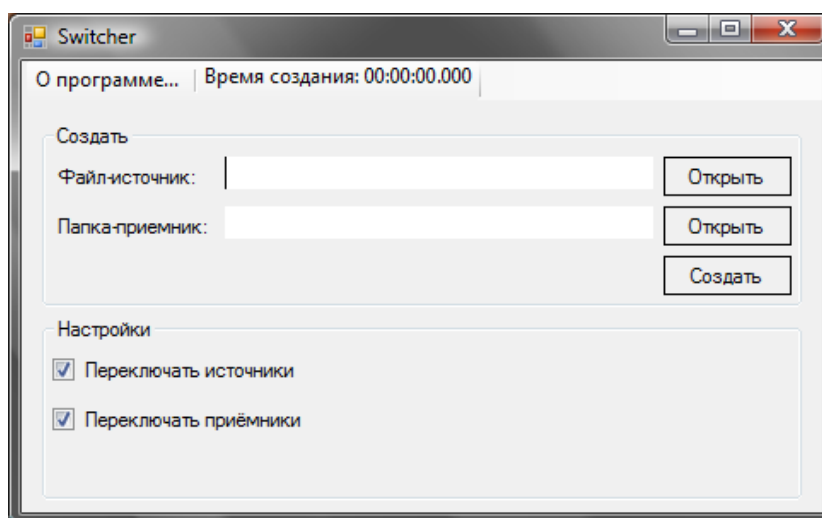 Switcher
О программе... Время создания: 00:00:00.000
Создать
Файл-источник: Открыть
Папка-приемник: Открыть
Создать
Настройки
Переключать источники
Переключать приёмники